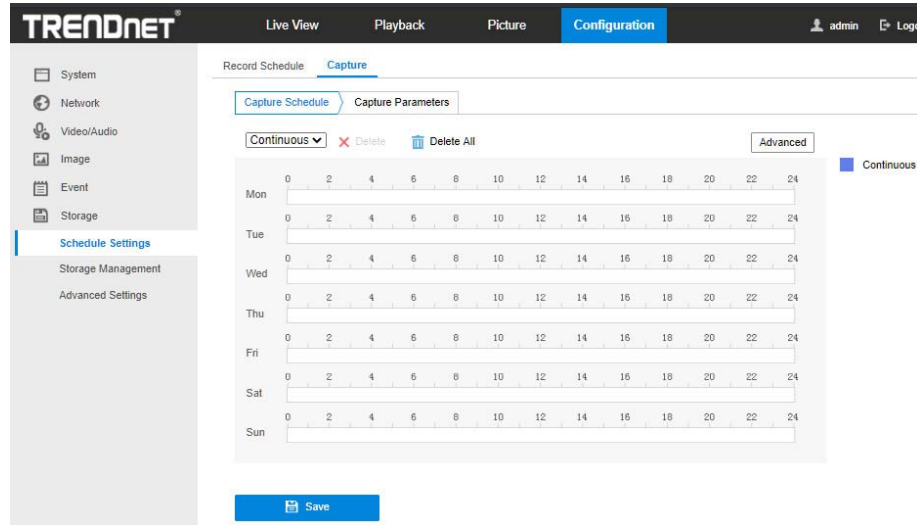 TRENDnet®
Live View Playback Picture Configuration admin Logo
System
Network
Video/Audio
Image
Event
Storage
Schedule Settings
Storage Management
Advanced Settings
Record Schedule Capture
Capture Schedule Capture Parameters
Continuous Delete Delete All Advanced
Continuous
0 2 4 6 8 10 12 14 16 18 20 22 24
Mon
0 2 4 6 8 10 12 14 16 18 20 22 24
Tue
0 2 4 6 8 10 12 14 16 18 20 22 24
Wed
0 2 4 6 8 10 12 14 16 18 20 22 24
Thu
0 2 4 6 8 10 12 14 16 18 20 22 24
Fri
0 2 4 6 8 10 12 14 16 18 20 22 24
Sat
0 2 4 6 8 10 12 14 16 18 20 22 24
Sun
Save